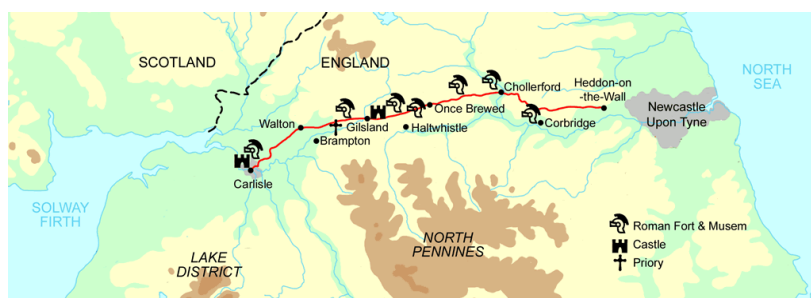 SCOTLAND
ENGLAND
NORTH
SEA
Heddon-on
-the-Wall
Chollerford
Newcastle
Upon Tyne
Once Brewed
Corbridge
Walton
Gilsland
Haltwhistle
Brampton
Carlisle
SOLWAY
FIRTH
LAKE
DISTRICT
NORTH
PENNINES
Roman Fort & Musem
Castle
Priory